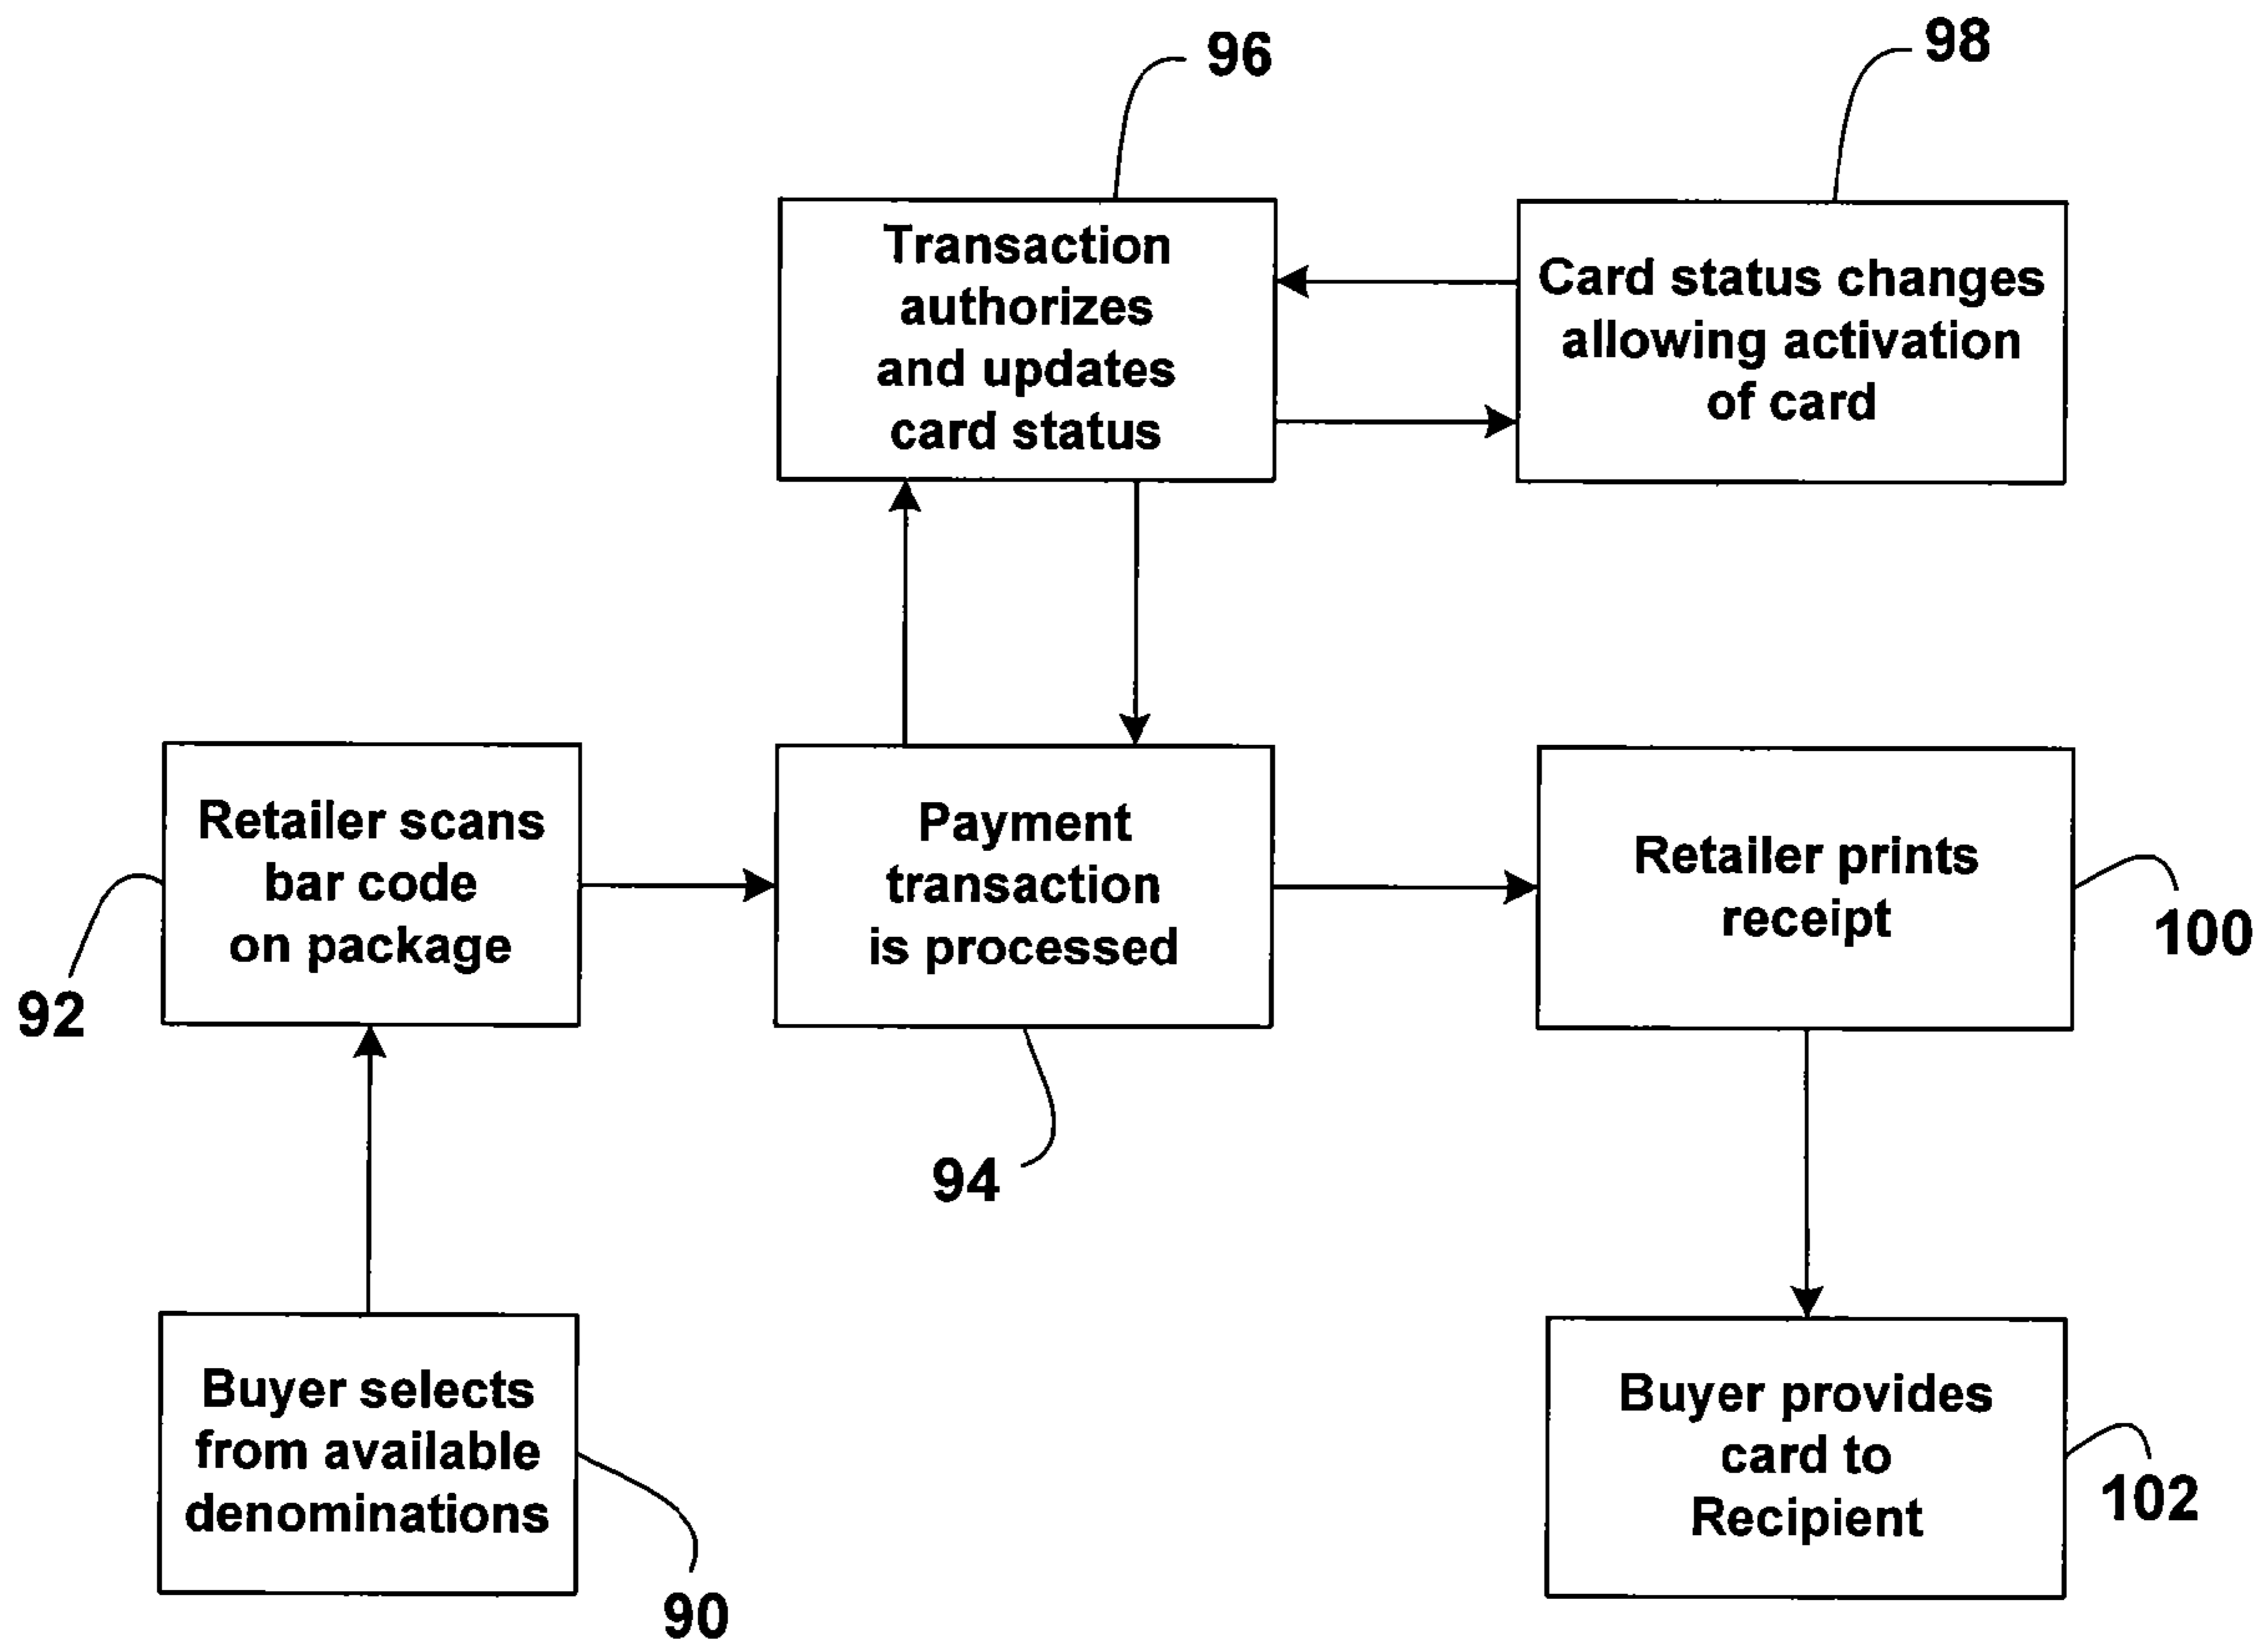 96
98
Transaction
authorizes
and updates
card status
Card status changes
allowing activation
of card
Retailer scans
bar code
on package
92
Payment
transaction
is processed
94
Retailer prints
receipt
100
Buyer selects
from available
denominations
90
Buyer provides
card to
Recipient
102